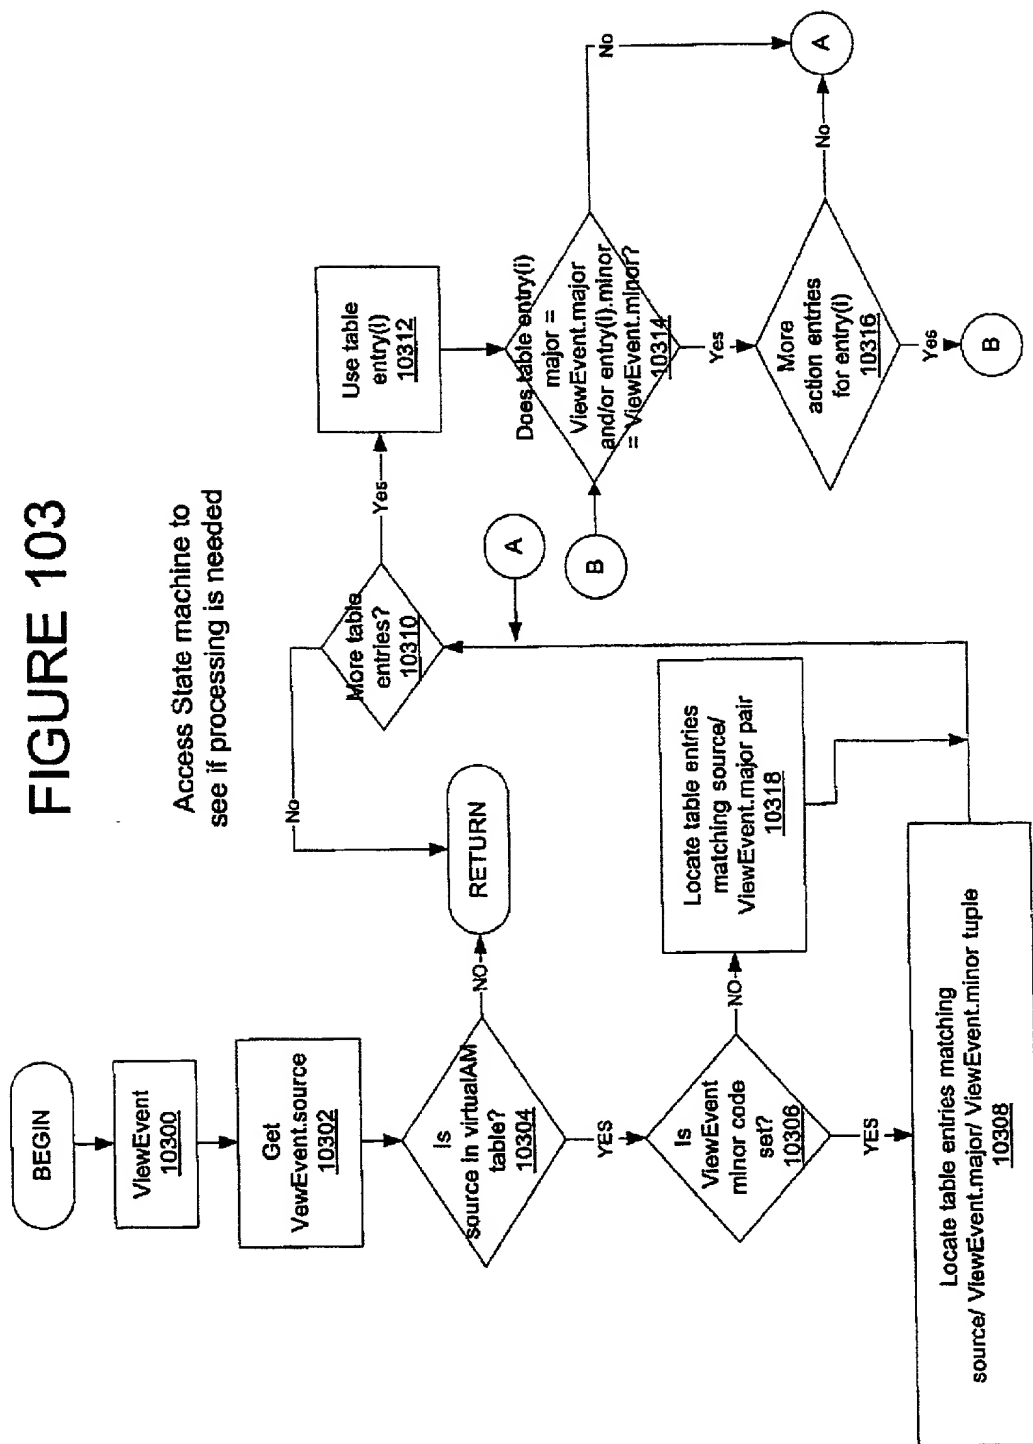 FIGURE 103
Access State machine to
see if processing is needed
BEGIN
ViewEvent
10300
Get
VewEvent.source
10302
Is
source in virtualAM
table?
10304
NO
RETURN
YES
Is
ViewEvent
minor code
set?
10306
NO
Locate table entries
matching source/
ViewEvent.major pair
10318
YES
Locate table entries matching
source/ ViewEvent.major/ ViewEvent.minor tuple
10308
A
More table
entries?
10310
No
Yes
Use table
entry(i)
10312
B
Does table entry(i)
major =
ViewEvent.major
and/or entry(i).minor
= ViewEvent.minor?
10314
No
Yes
More
action entries
for entry(i)
10316
No
A
Yes
B